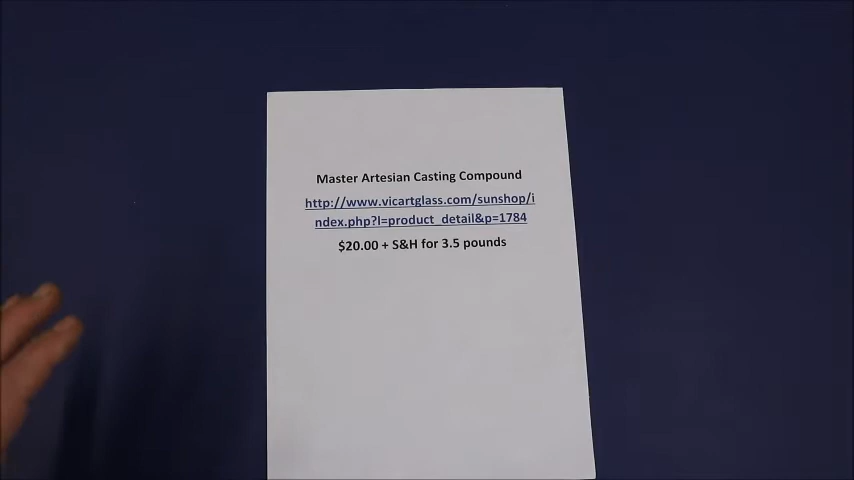 Master Artesian Casting Compound
http://www.vicartglass.com/sunshop/i
ndex.php?l=product_detail&p=1784
$20.00 + S&H for 3.5 pounds